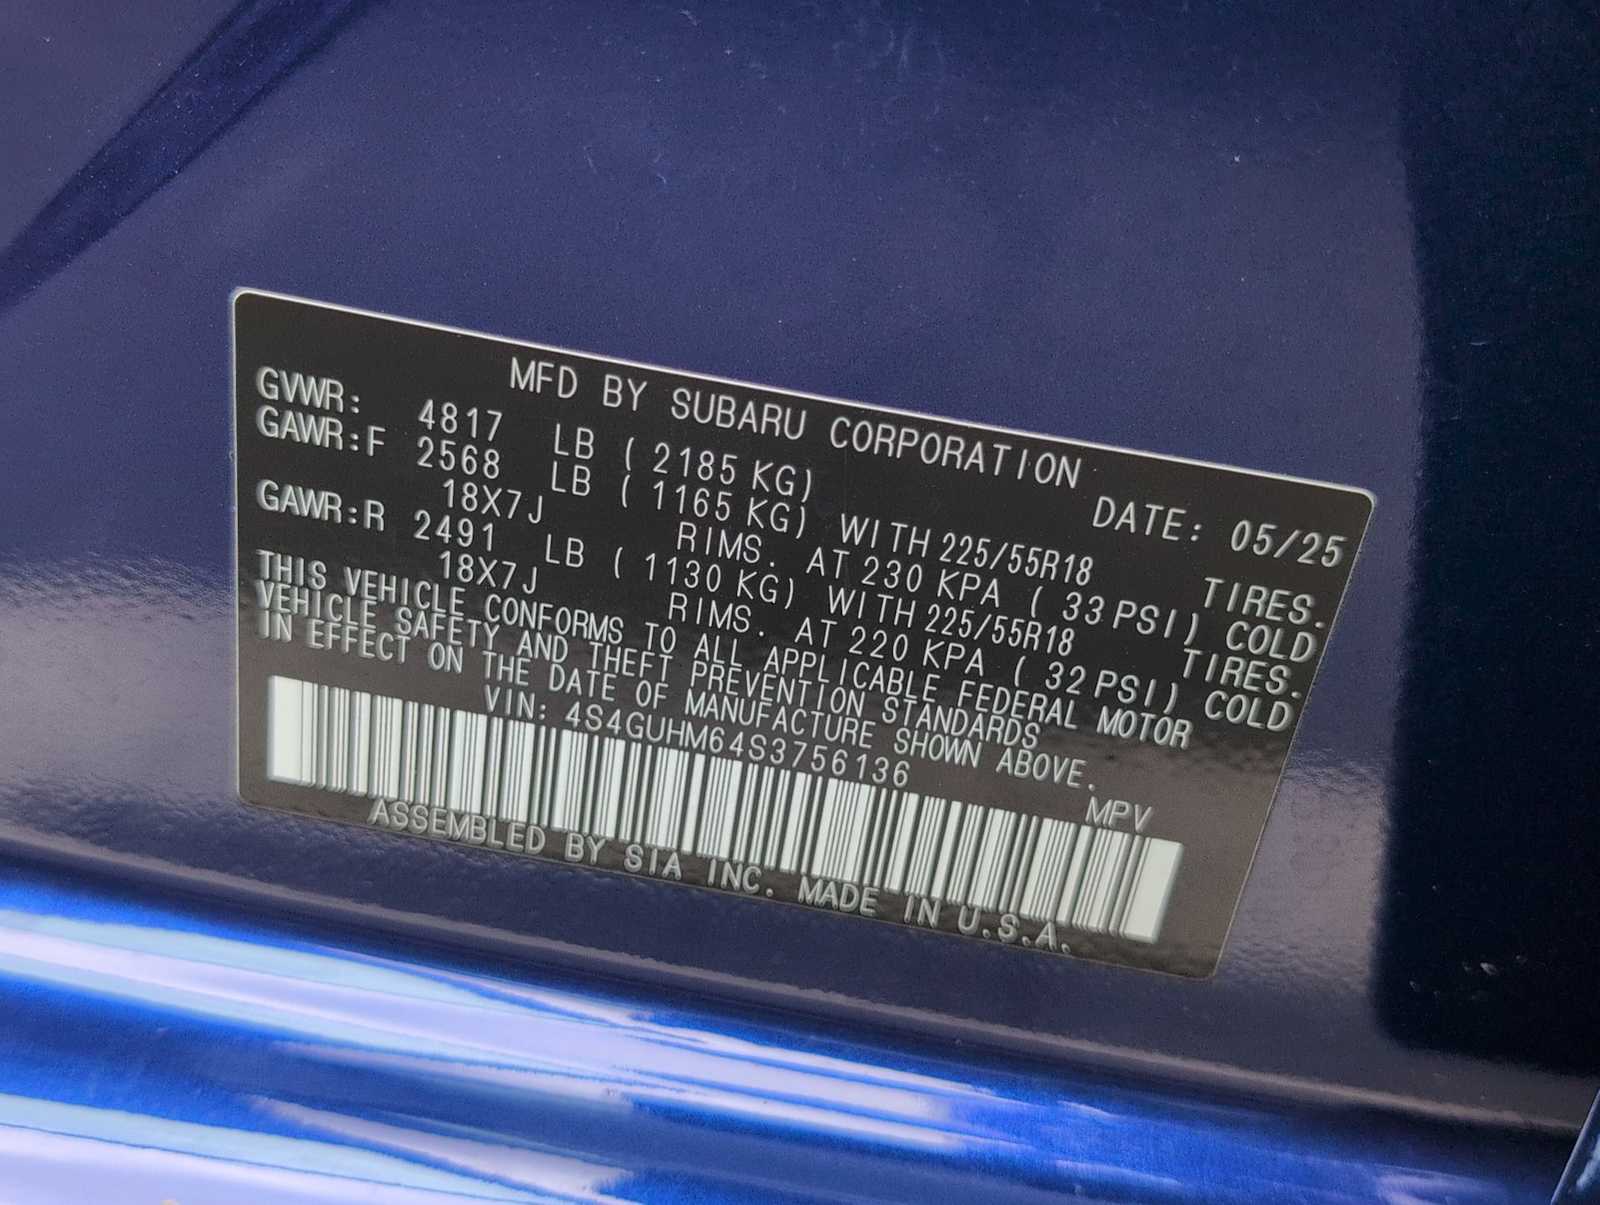 MFD BY SUBARU CORPORATION DATE: 05/25
GVWR: 4817 LB ( 2185 KG)
GAWR:F 2568 LB ( 1165 KG) WITH 225/55R18 TIRES.
18X7J RIMS. AT 230 KPA ( 33 PSI) COLD
GAWR:R 2491 LB ( 1130 KG) WITH 225/55R18 TIRES.
18X7J RIMS. AT 220 KPA ( 32 PSI) COLD
THIS VEHICLE CONFORMS TO ALL APPLICABLE FEDERAL MOTOR
VEHICLE SAFETY AND THEFT PREVENTION STANDARDS
IN EFFECT ON THE DATE OF MANUFACTURE SHOWN ABOVE.
VIN: 4S4GUHM64S3756136 MPV
ASSEMBLED BY SIA INC. MADE IN U.S.A.